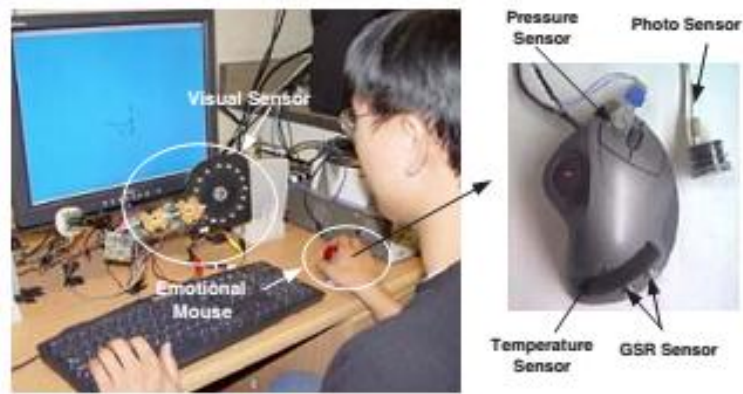 Visual Sensor
Emotional
Mouse
Pressure
Sensor
Photo Sensor
Temperature
Sensor
GSR Sensor